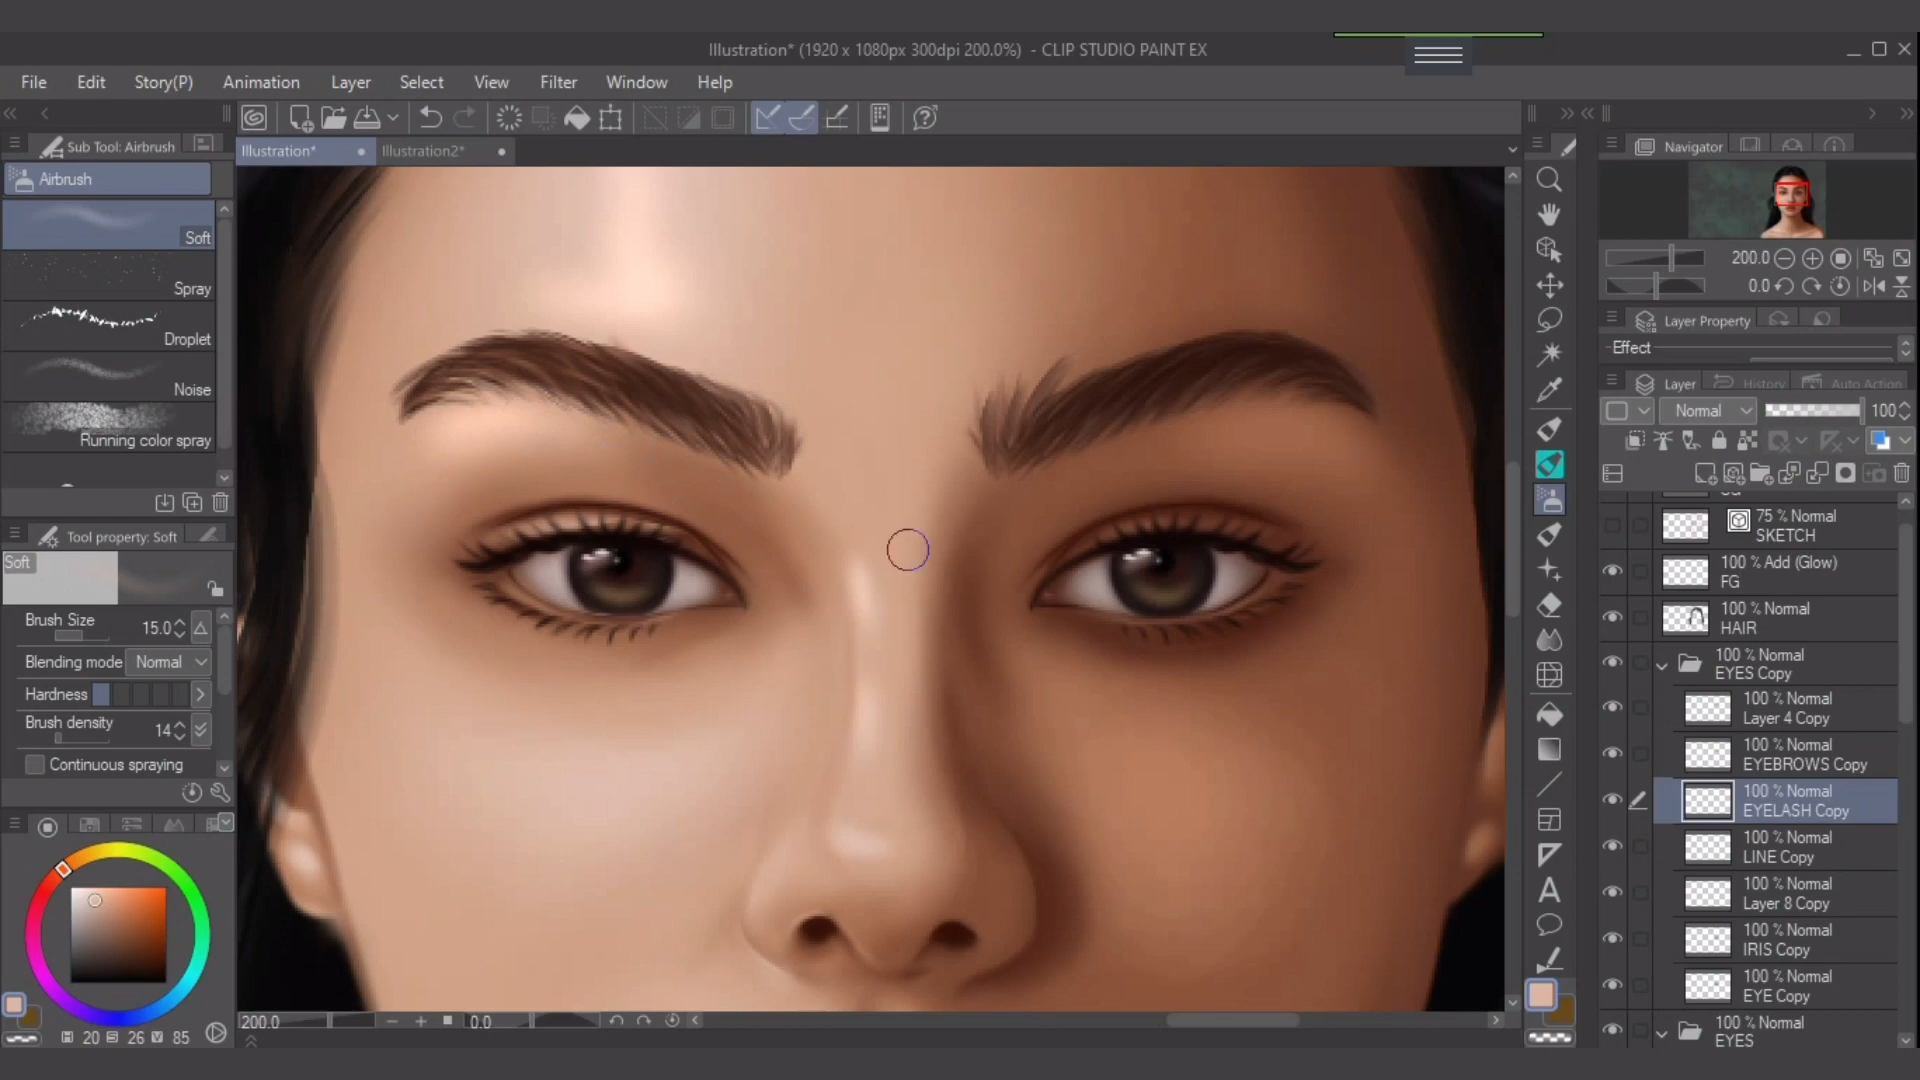 Illustration* (1920 x 1080px 300dpi 200.0%) - CLIP STUDIO PAINT EX
File Edit Story(P) Animation Layer Select View Filter Window Help
Sub Tool: Airbrush
Illustration* Illustration2*
Airbrush
Soft
Spray
Droplet
Noise
Running color spray
Tool property: Soft
Soft
Brush Size 15.0
Blending mode Normal
Hardness
Brush density 14
Continuous spraying
H 20 S 26 V 85
200.0 0.0
Navigator
200.0
0.0
Layer Property
Effect
Layer History Auto Action
Normal 100
75 % Normal
SKETCH
100 % Add (Glow)
FG
100 % Normal
HAIR
100 % Normal
EYES Copy
100 % Normal
Layer 4 Copy
100 % Normal
EYEBROWS Copy
100 % Normal
EYELASH Copy
100 % Normal
LINE Copy
100 % Normal
Layer 8 Copy
100 % Normal
IRIS Copy
100 % Normal
EYE Copy
100 % Normal
EYES